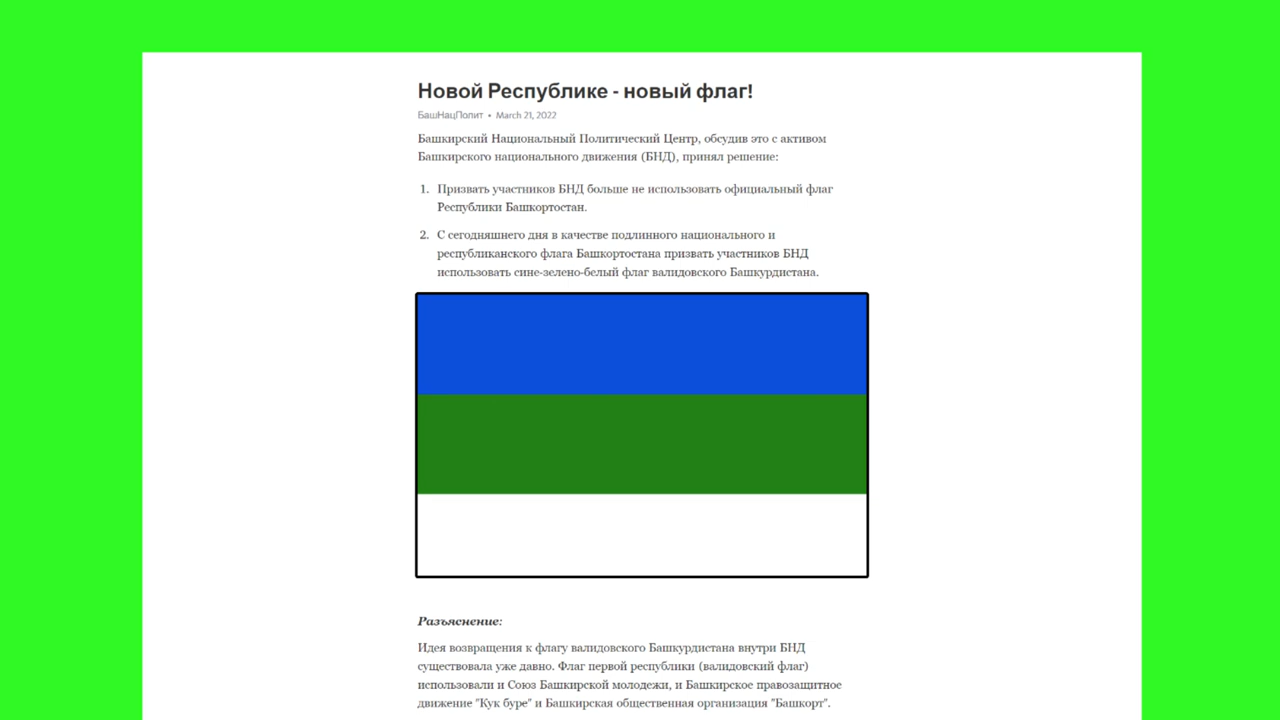 Новой Республике - новый флаг!
БашНацПолит • March 21, 2022
Башкирский Национальный Политический Центр, обсудив это с активом
Башкирского национального движения (БНД), принял решение:
1. Призвать участников БНД больше не использовать официальный флаг
Республики Башкортостан.
2. С сегодняшнего дня в качестве подлинного национального и
республиканского флага Башкортостана призвать участников БНД
использовать сине-зелено-белый флаг валидовского Башкурдистана.
Разъяснение:
Идея возвращения к флагу валидовского Башкурдистана внутри БНД
существовала уже давно. Флаг первой республики (валидовский флаг)
использовали и Союз Башкирской молодежи, и Башкирское правозащитное
движение "Кук буре" и Башкирская общественная организация "Башкорт".